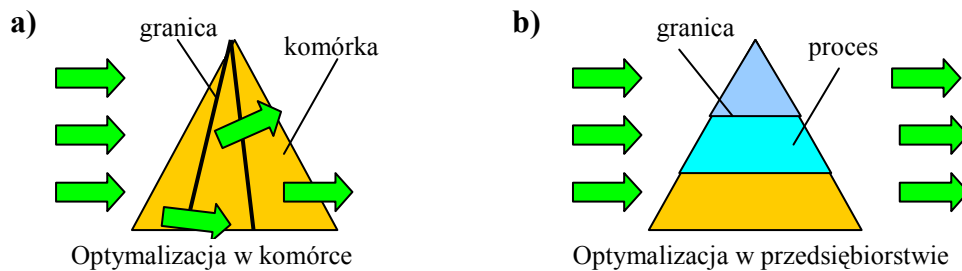 a)
granica
komórka
Optymalizacja w komórce
b)
granica
proces
Optymalizacja w przedsiębiorstwie